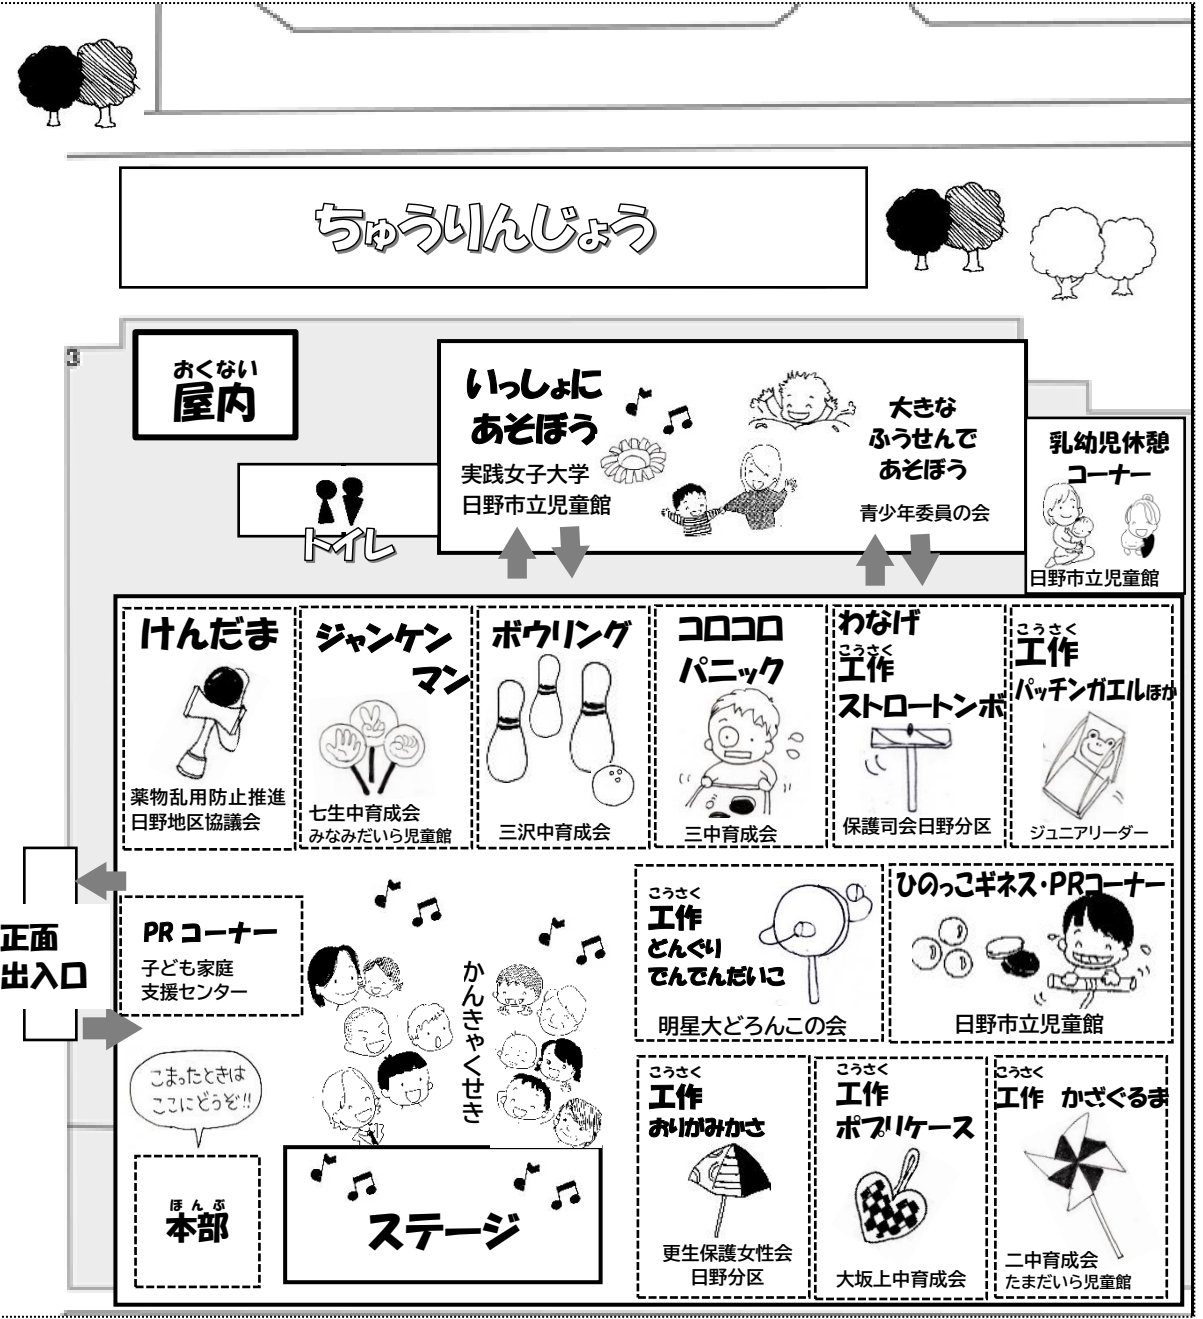 ちゅうりんじょう
3
おくない
屋内
いっしょに
あそぼう
実践女子大学
日野市立児童館
大きな
ふうせんで
あそぼう
青少年委員の会
乳幼児休憩
コーナー
日野市立児童館
トイレ
けんだま
薬物乱用防止推進
日野地区協議会
ジャンケン
マン
七生中育成会
みなみだいら児童館
ボウリング
三沢中育成会
コロコロ
パニック
三中育成会
わなげ
こうさく
工作
ストロートンボ
保護司会日野分区
こうさく
工作
パッチンガエルほか
ジュニアリーダー
正面
出入口
PRコーナー
子ども家庭
支援センター
かんきゃくせき
こうさく
工作
どんぐり
でんでんだいこ
明星大どろんこの会
ひのっこギネス・PRコーナー
日野市立児童館
こまったときは
ここにどうぞ!!
ほんぶ
本部
ステージ
こうさく
工作
おりがみかさ
更生保護女性会
日野分区
こうさく
工作
ポプリケース
大坂上中育成会
こうさく
工作 かざぐるま
二中育成会
たまだいら児童館